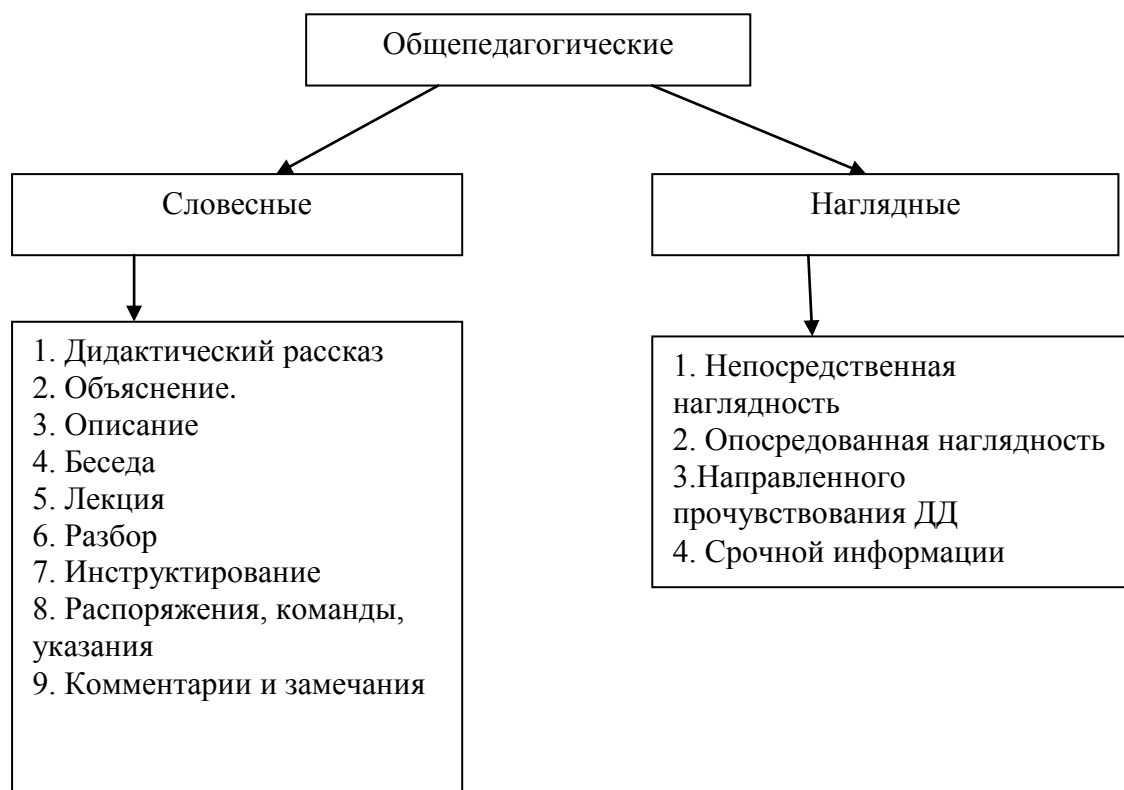 Общепедагогические
Словесные
Наглядные
1. Дидактический рассказ
2. Объяснение.
3. Описание
4. Беседа
5. Лекция
6. Разбор
7. Инструктирование
8. Распоряжения, команды,
указания
9. Комментарии и замечания
1. Непосредственная
наглядность
2. Опосредованная наглядность
3.Направленного
прочувствования ДД
4. Срочной информации